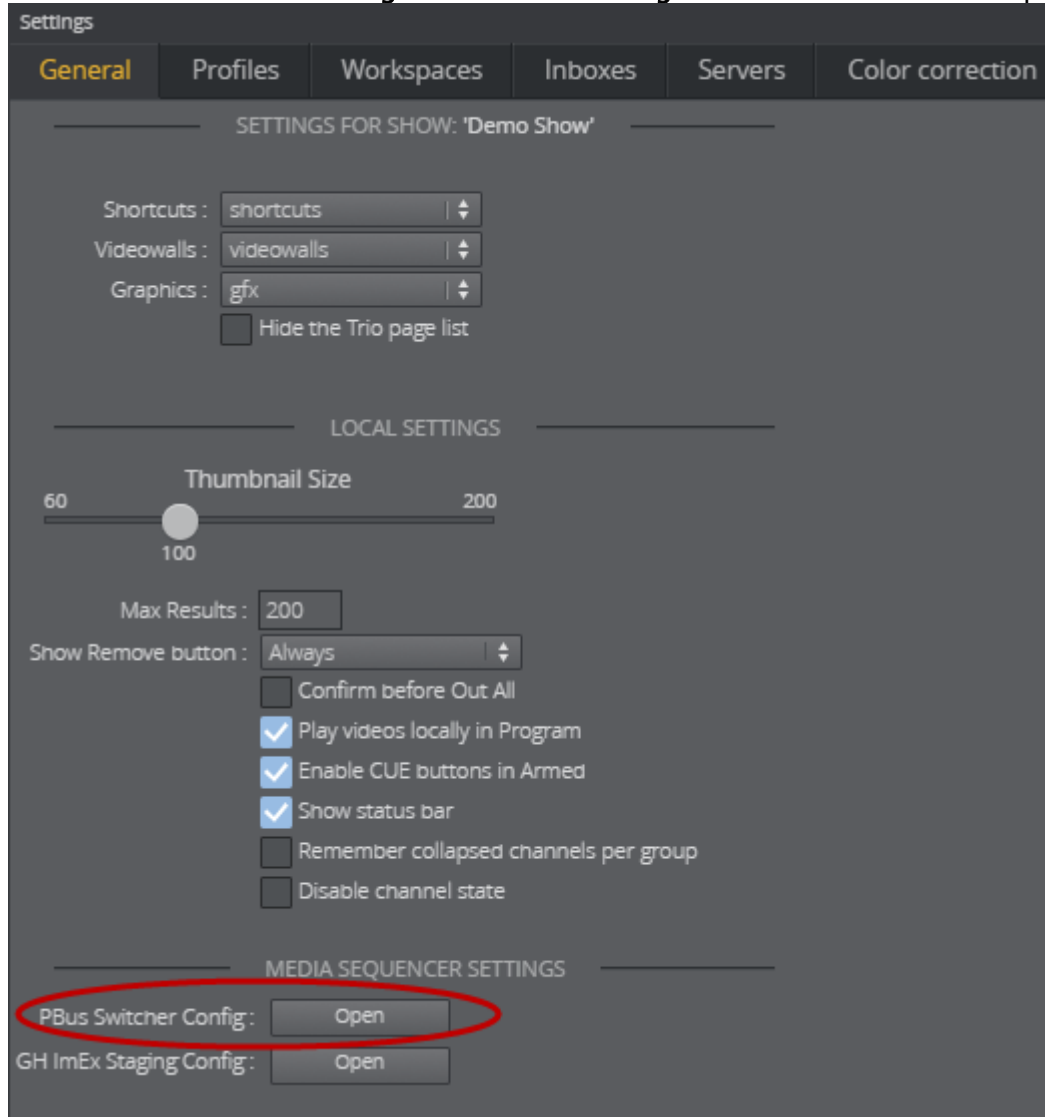 Settings
General Profiles Workspaces Inboxes Servers Color correction
SETTINGS FOR SHOW: 'Demo Show'
Shortcuts : shortcuts
Videowalls : videowalls
Graphics : gfx
Hide the Trio page list
LOCAL SETTINGS
Thumbnail Size
60 200
100
Max Results : 200
Show Remove button : Always
Confirm before Out All
Play videos locally in Program
Enable CUE buttons in Armed
Show status bar
Remember collapsed channels per group
Disable channel state
MEDIA SEQUENCER SETTINGS
PBus Switcher Config : Open
GH ImEx Staging Config : Open